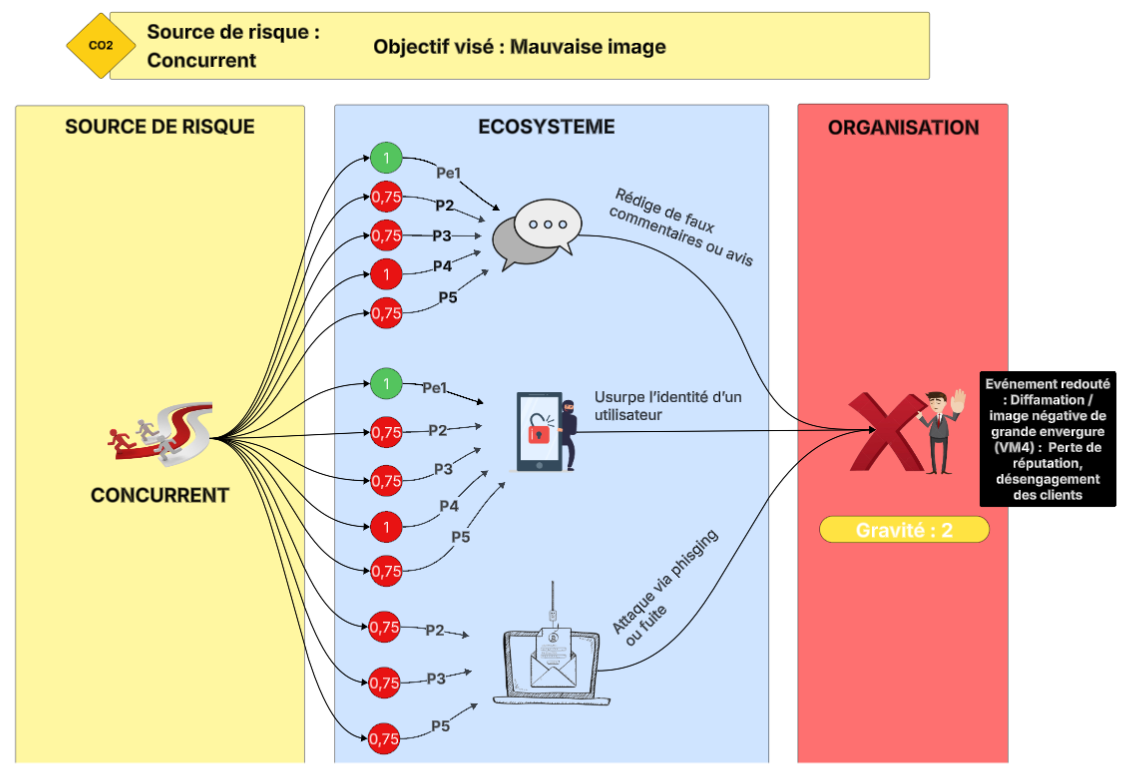 CO2
Source de risque :
Concurrent
Objectif visé : Mauvaise image
SOURCE DE RISQUE
ECOSYSTEME
ORGANISATION
1
Pe1
0,75
P2
0,75
P3
1
P4
0,75
P5
Rédige de faux
commentaires ou avis
1
Pe1
0,75
P2
0,75
P3
1
P4
0,75
P5
Usurpe l’identité d’un
utilisateur
CONCURRENT
0,75
P2
0,75
P3
0,75
P5
Attaque via phisging
ou fuite
Evénement redouté
: Diffamation /
image négative de
grande envergure
(VM4) : Perte de
réputation,
désengagement
des clients
Gravité : 2